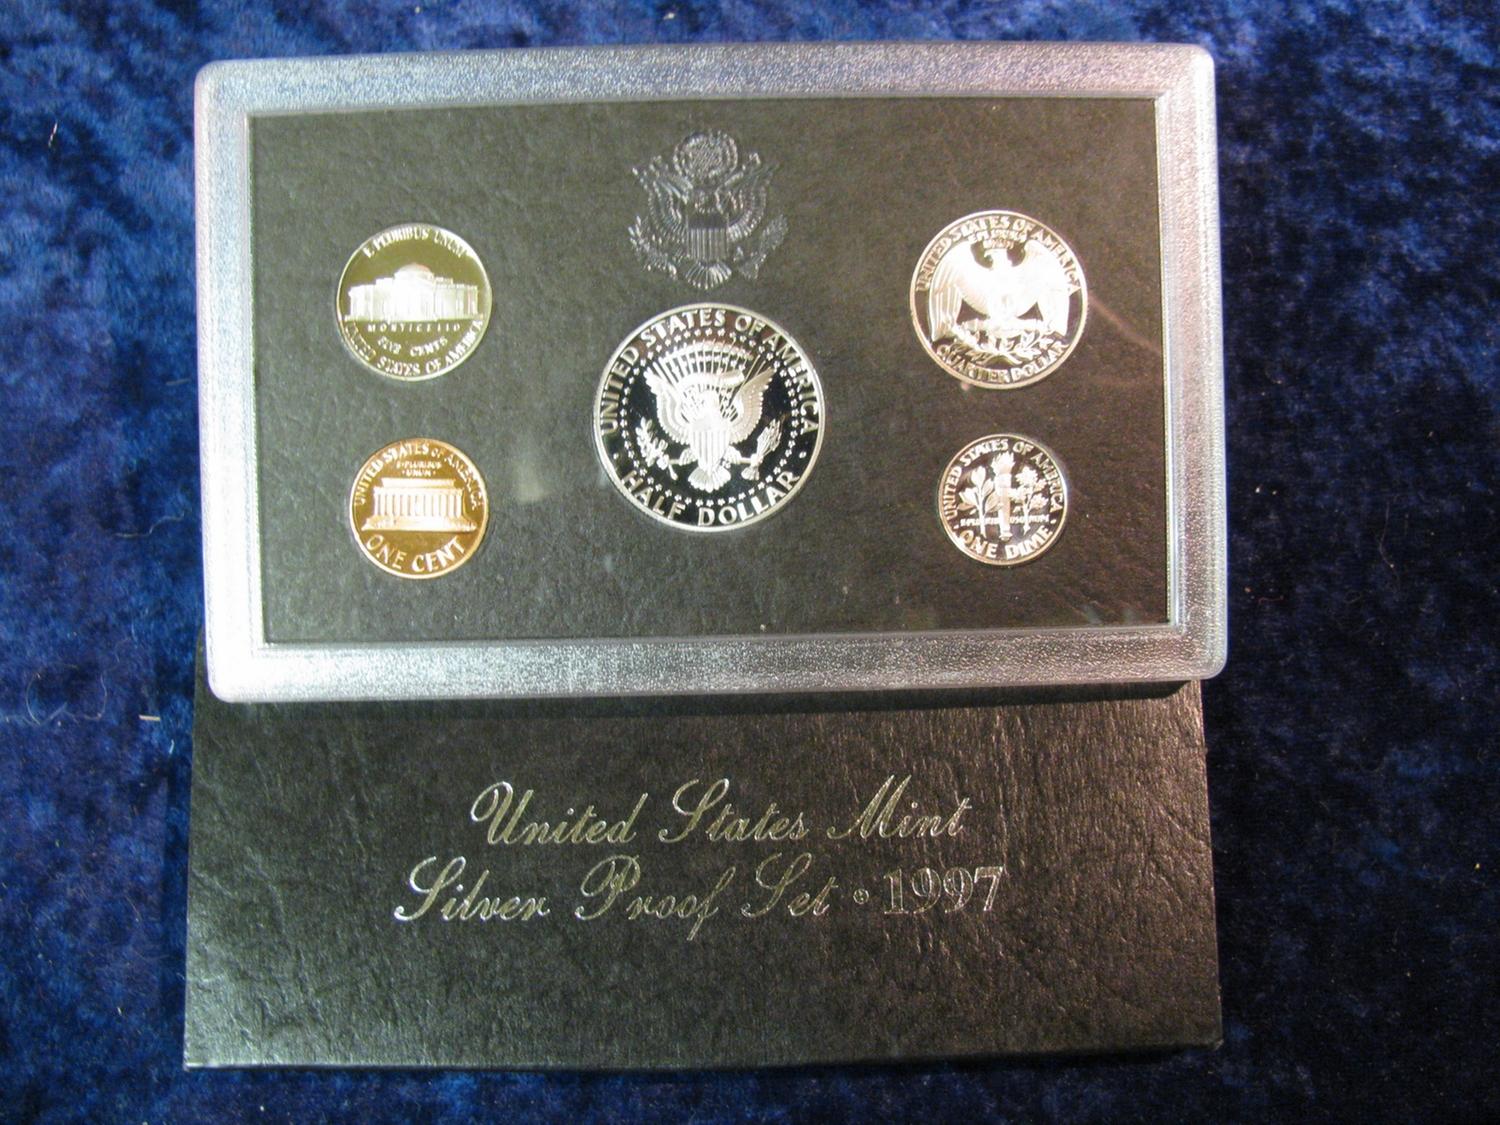 E PLURIBUS UNUM
MONTICELLO
FIVE CENTS
UNITED STATES OF AMERICA
UNITED STATES OF AMERICA
E PLURIBUS
UNUM
ONE CENT
UNITED STATES OF AMERICA
HALF DOLLAR
UNITED STATES OF AMERICA
E PLURIBUS
UNUM
QUARTER DOLLAR
UNITED STATES OF AMERICA
E PLURIBUS UNUM
ONE DIME
United States Mint
Silver Proof Set • 1997